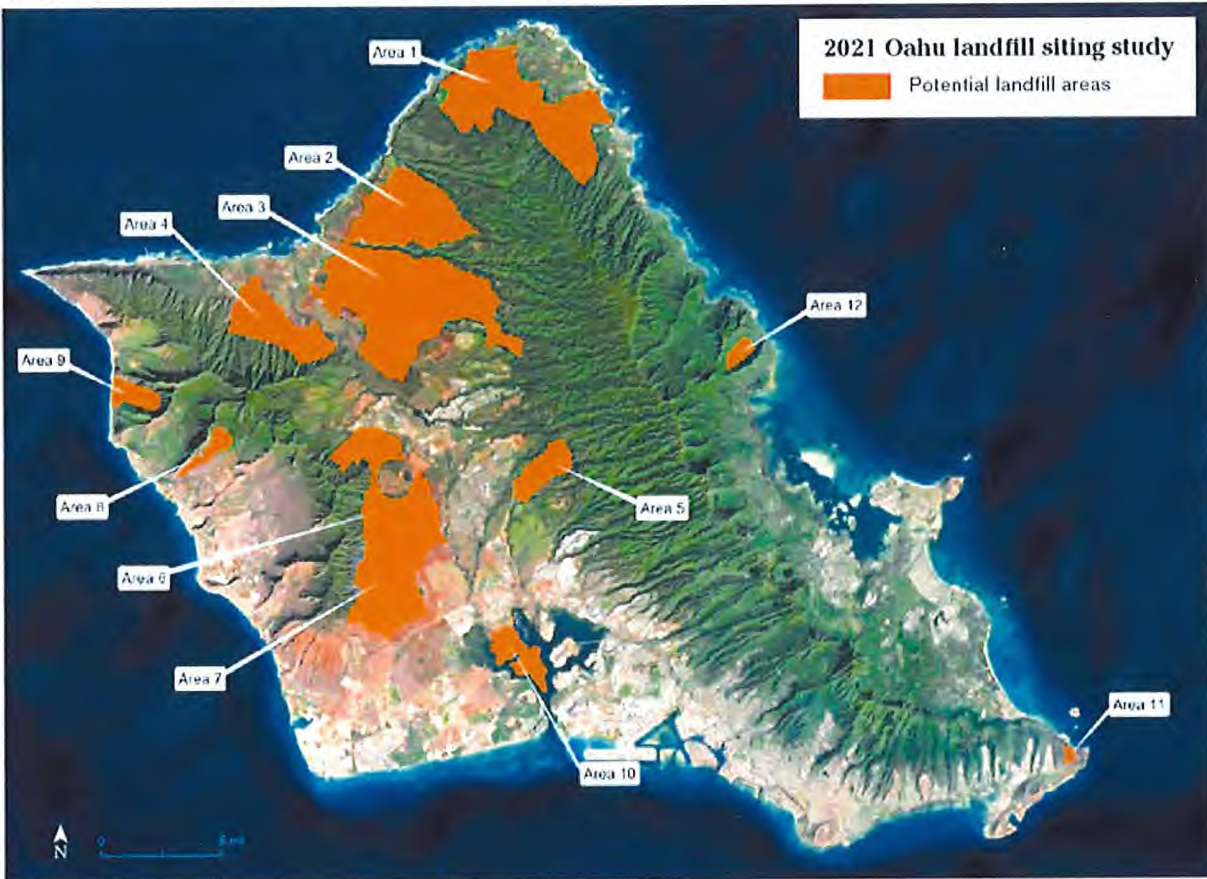 2021 Oahu landfill siting study
Potential landfill areas
Area 1
Area 2
Area 3
Area 4
Area 12
Area 9
Area 8
Area 5
Area 6
Area 7
Area 11
Area 10
N
0